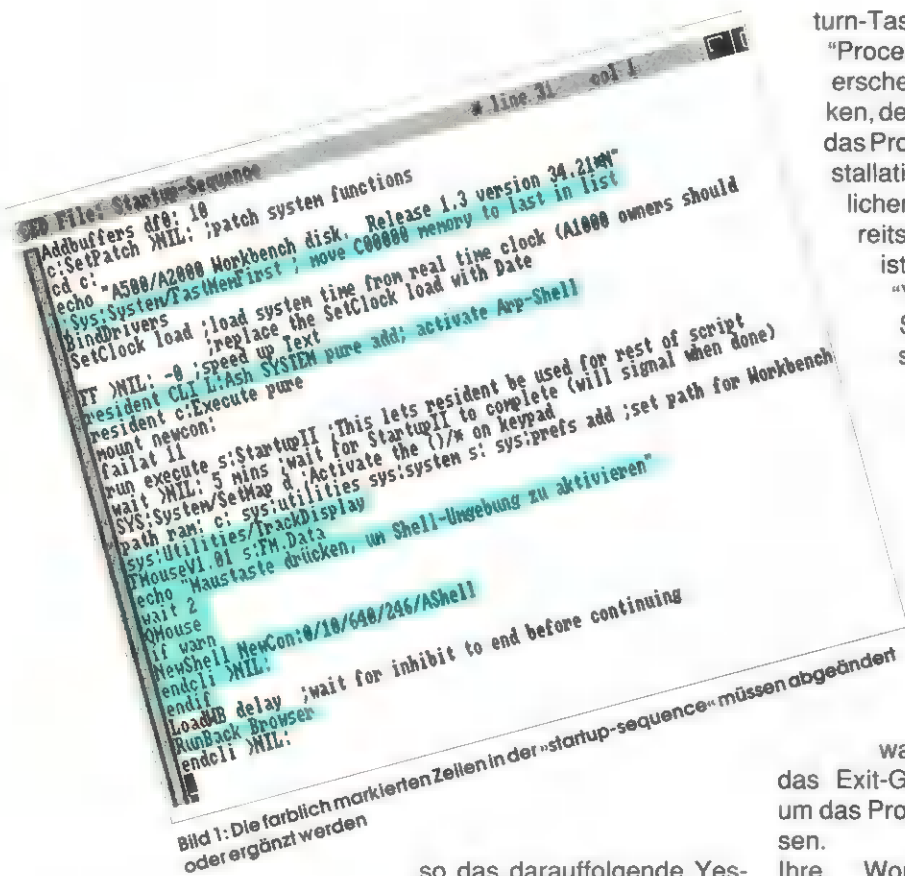 CED File: Startup-Sequence # line 31 col 1
Addbuffers df0: 10
c:SetPatch >NIL: ;patch system functions
cd c:
echo "A500/A2000 Workbench disk. Release 1.3 version 34.21*N"
;Sys:System/FastMemFirst ; move C00000 memory to last in list
BindDrivers
SetClock load ;load system time from real time clock (A1000 owners should
;replace the SetClock load with Date
FF >NIL: -0 ;speed up Text
resident CLI L:Ash SYSTEM pure add; activate Arp-Shell
resident c:Execute pure
mount newcon:
failat 11
run execute s:StartupII ;This lets resident be used for rest of script
wait >NIL: 5 mins ;wait for StartupII to complete (will signal when done)
SYS:System/SetMap d ;Activate the ()/* on keypad
path ram: c: sys:utilities sys:system s: sys:prefs add ;set path for Workbench
sys:Utilities/TrackDisplay
FMouseV1.01 s:FM.Data
echo "Maustaste drücken, um Shell-Umgebung zu aktivieren"
wait 2
QMouse
if warn
NewShell NewCon:0/10/640/246/AShell
endcli >NIL:
endif
LoadWB delay ;wait for inhibit to end before continuing
RunBack Browser
endcli >NIL:
Bild 1: Die farblich markierten Zeilen in der »startup-sequence« müssen abgeändert
oder ergänzt werden
so das darauffolgende Yes-
turn-Tas
"Proce
ersche
ken, de
das Pro
stallati
licher
reits
ist
"Y
S
s
wa
das Exit-G
um das Pro
sen.
Ihre Wor